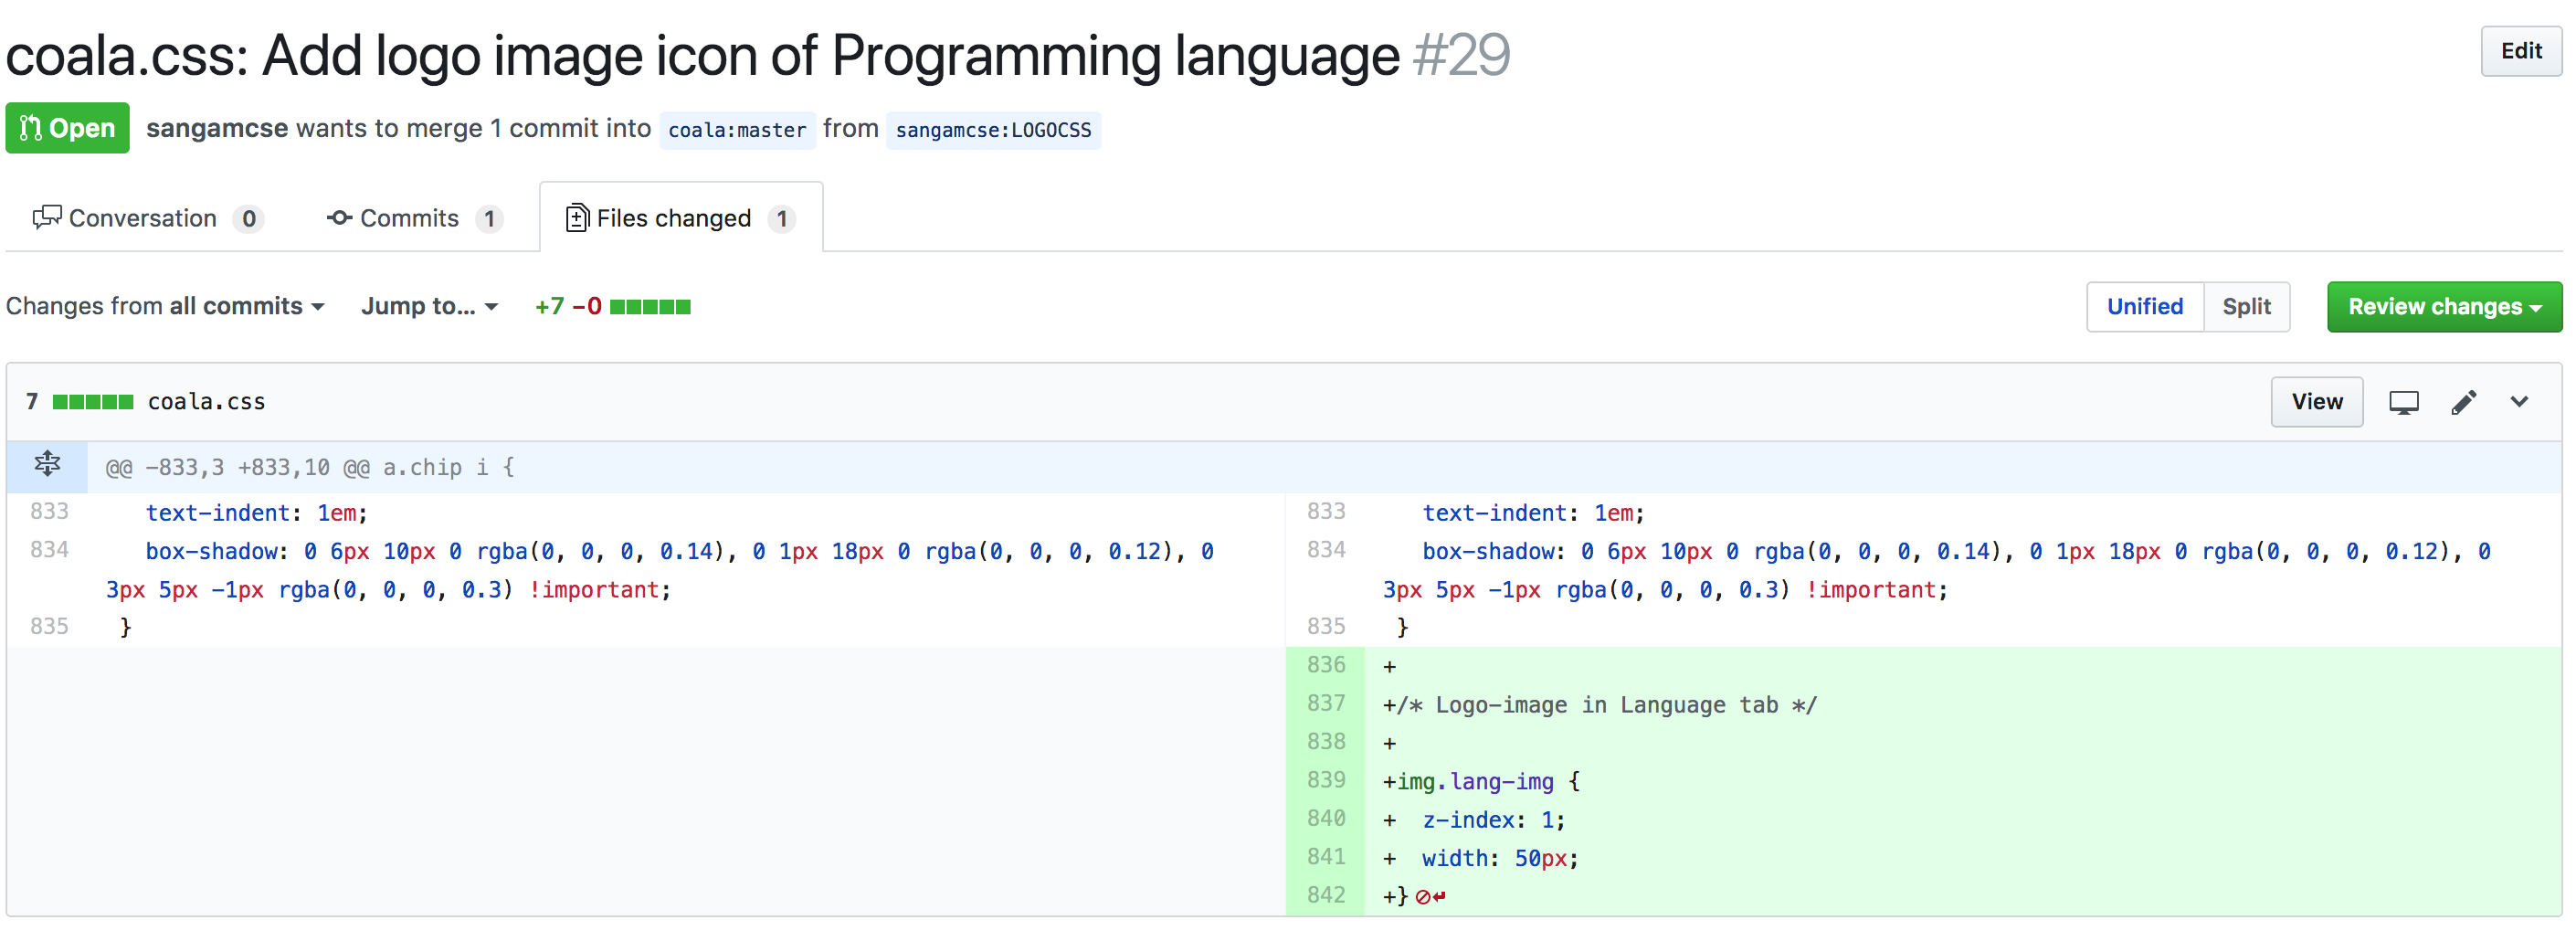 coala.css: Add logo image icon of Programming language #29
Edit
Open sangamcse wants to merge 1 commit into coala:master from sangamcse:LOGOCSS
Conversation 0 Commits 1 Files changed 1
Changes from all commits Jump to... +7 −0
Unified Split Review changes
7 coala.css
View
@@ -833,3 +833,10 @@ a.chip i {
833 text-indent: 1em;
834 box-shadow: 0 6px 10px 0 rgba(0, 0, 0, 0.14), 0 1px 18px 0 rgba(0, 0, 0, 0.12), 0
3px 5px -1px rgba(0, 0, 0, 0.3) !important;
835 }
833 text-indent: 1em;
834 box-shadow: 0 6px 10px 0 rgba(0, 0, 0, 0.14), 0 1px 18px 0 rgba(0, 0, 0, 0.12), 0
3px 5px -1px rgba(0, 0, 0, 0.3) !important;
835 }
836 +
837 +/* Logo-image in Language tab */
838 +
839 +img.lang-img {
840 + z-index: 1;
841 + width: 50px;
842 +}